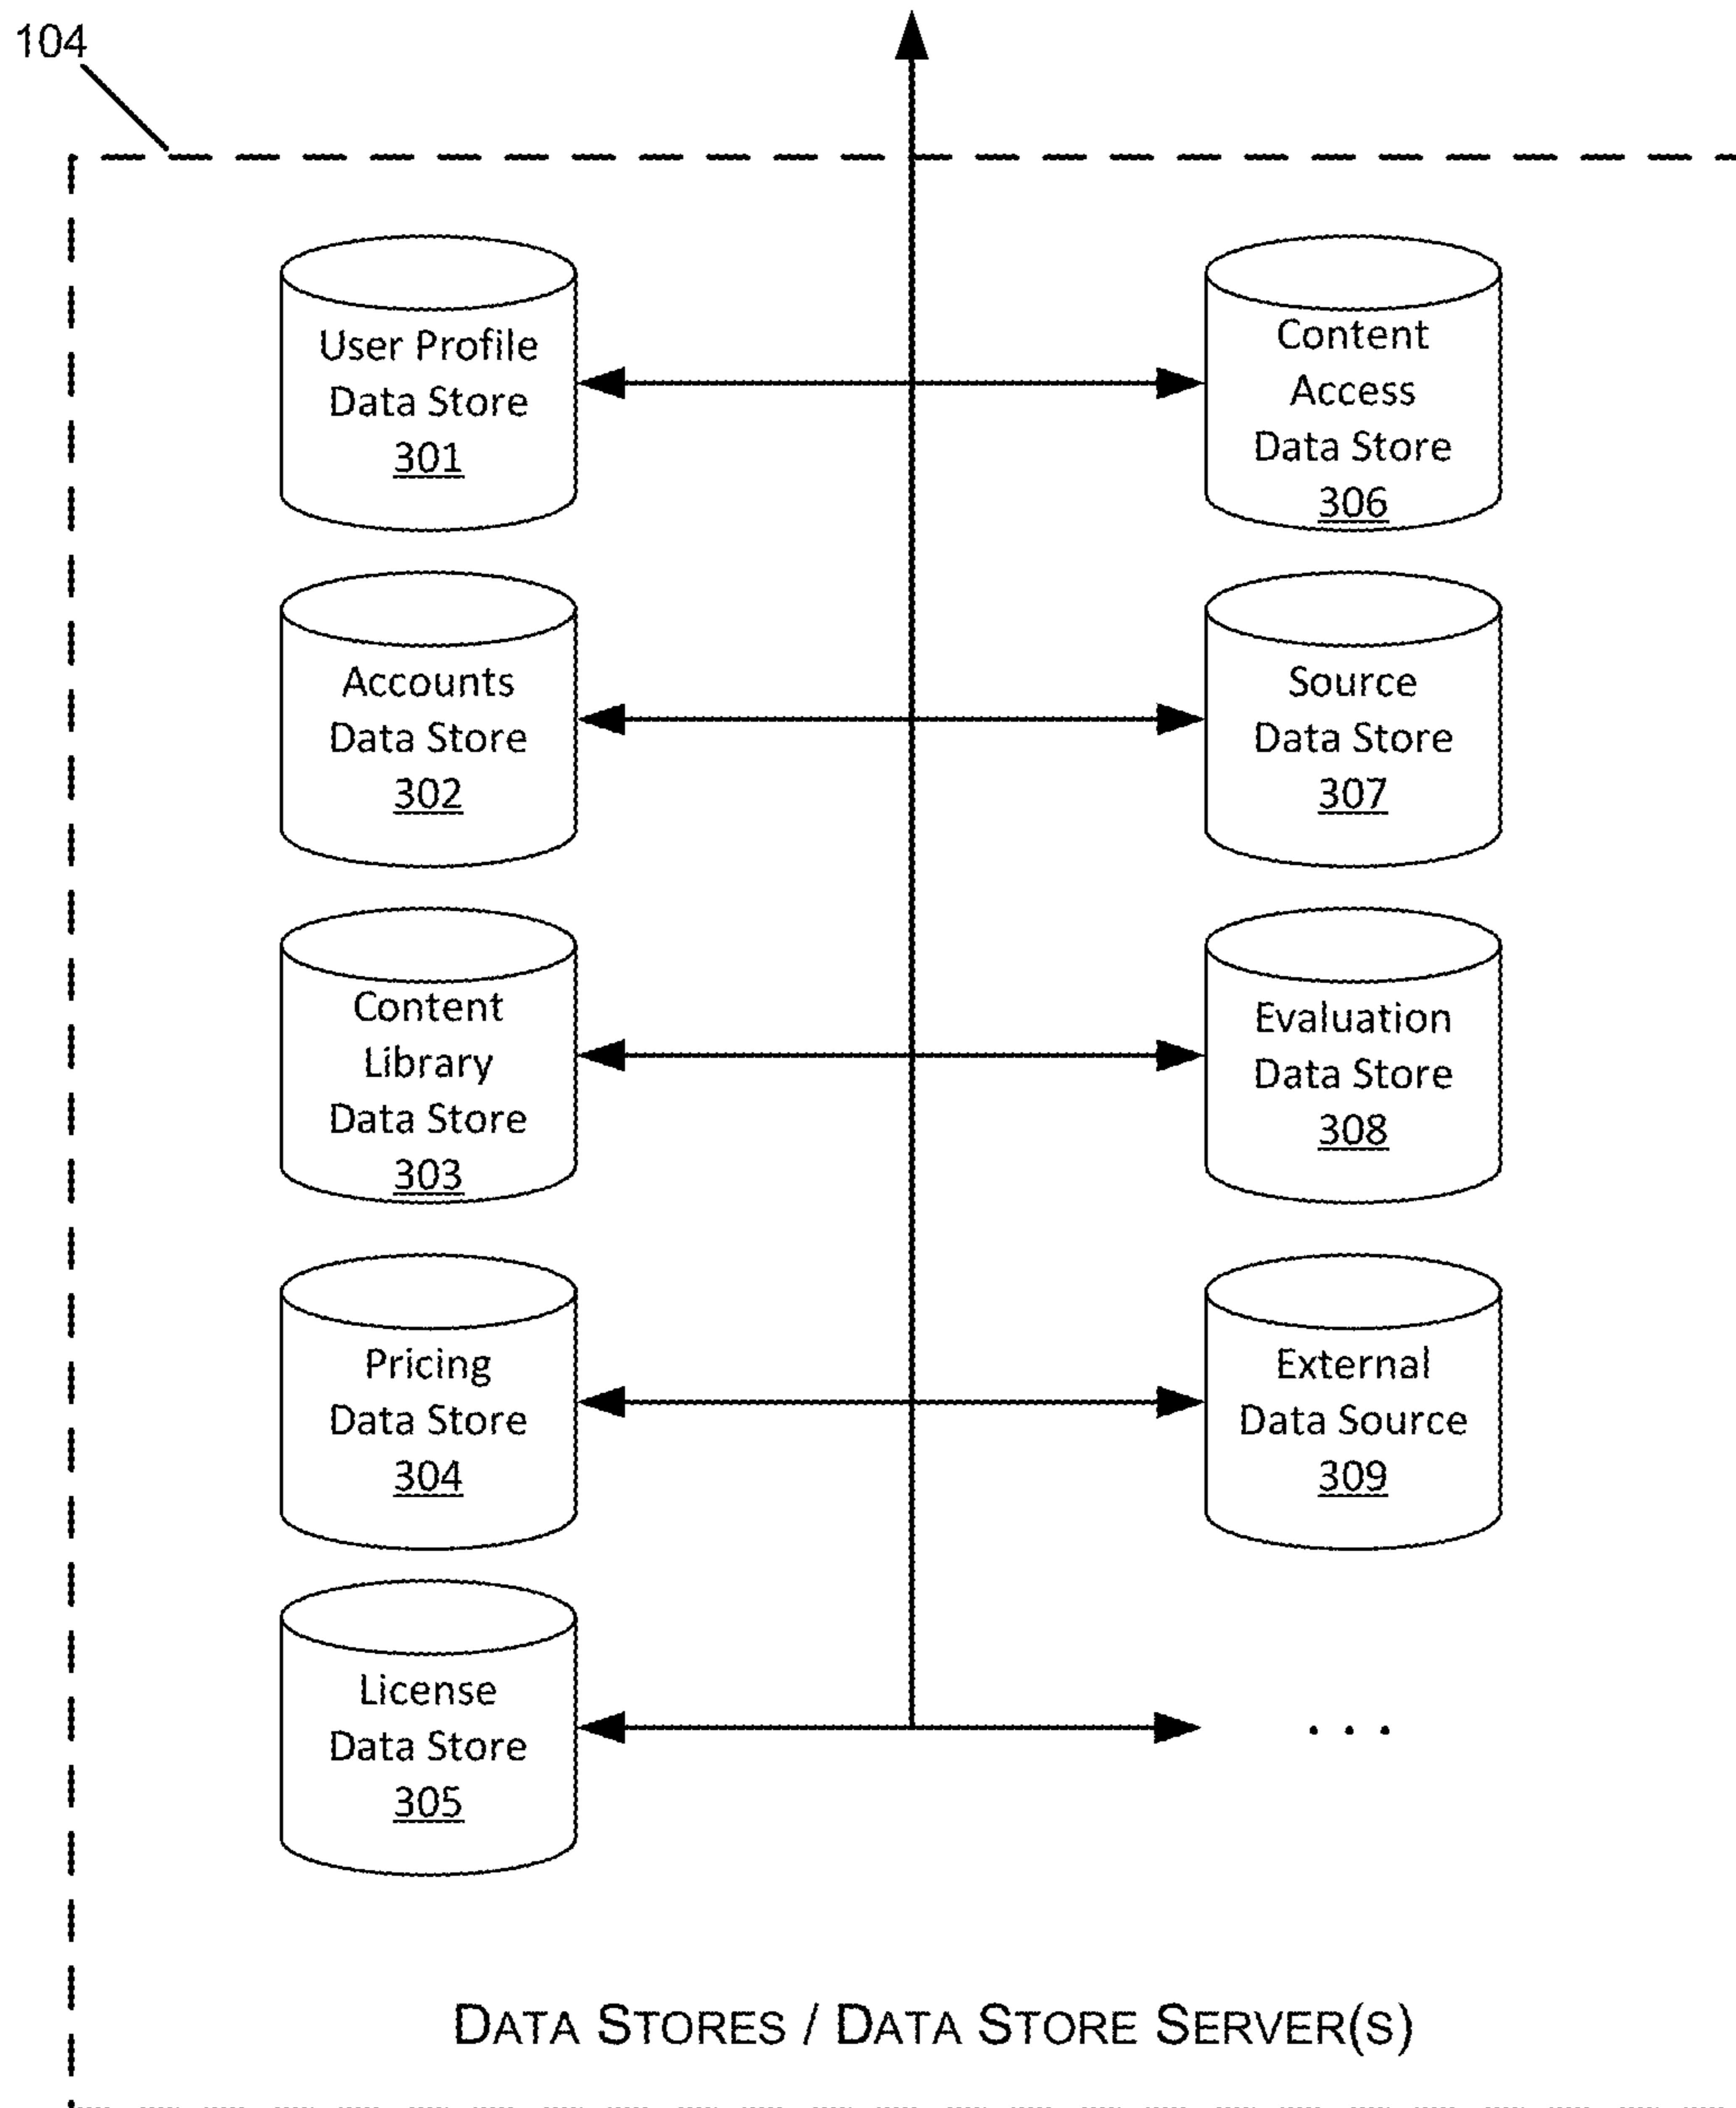 104
User Profile
Data Store
301
Content
Access
Data Store
306
Accounts
Data Store
302
Source
Data Store
307
Content
Library
Data Store
303
Evaluation
Data Store
308
Pricing
Data Store
304
External
Data Source
309
License
Data Store
305
. . .
DATA STORES / DATA STORE SERVER(S)